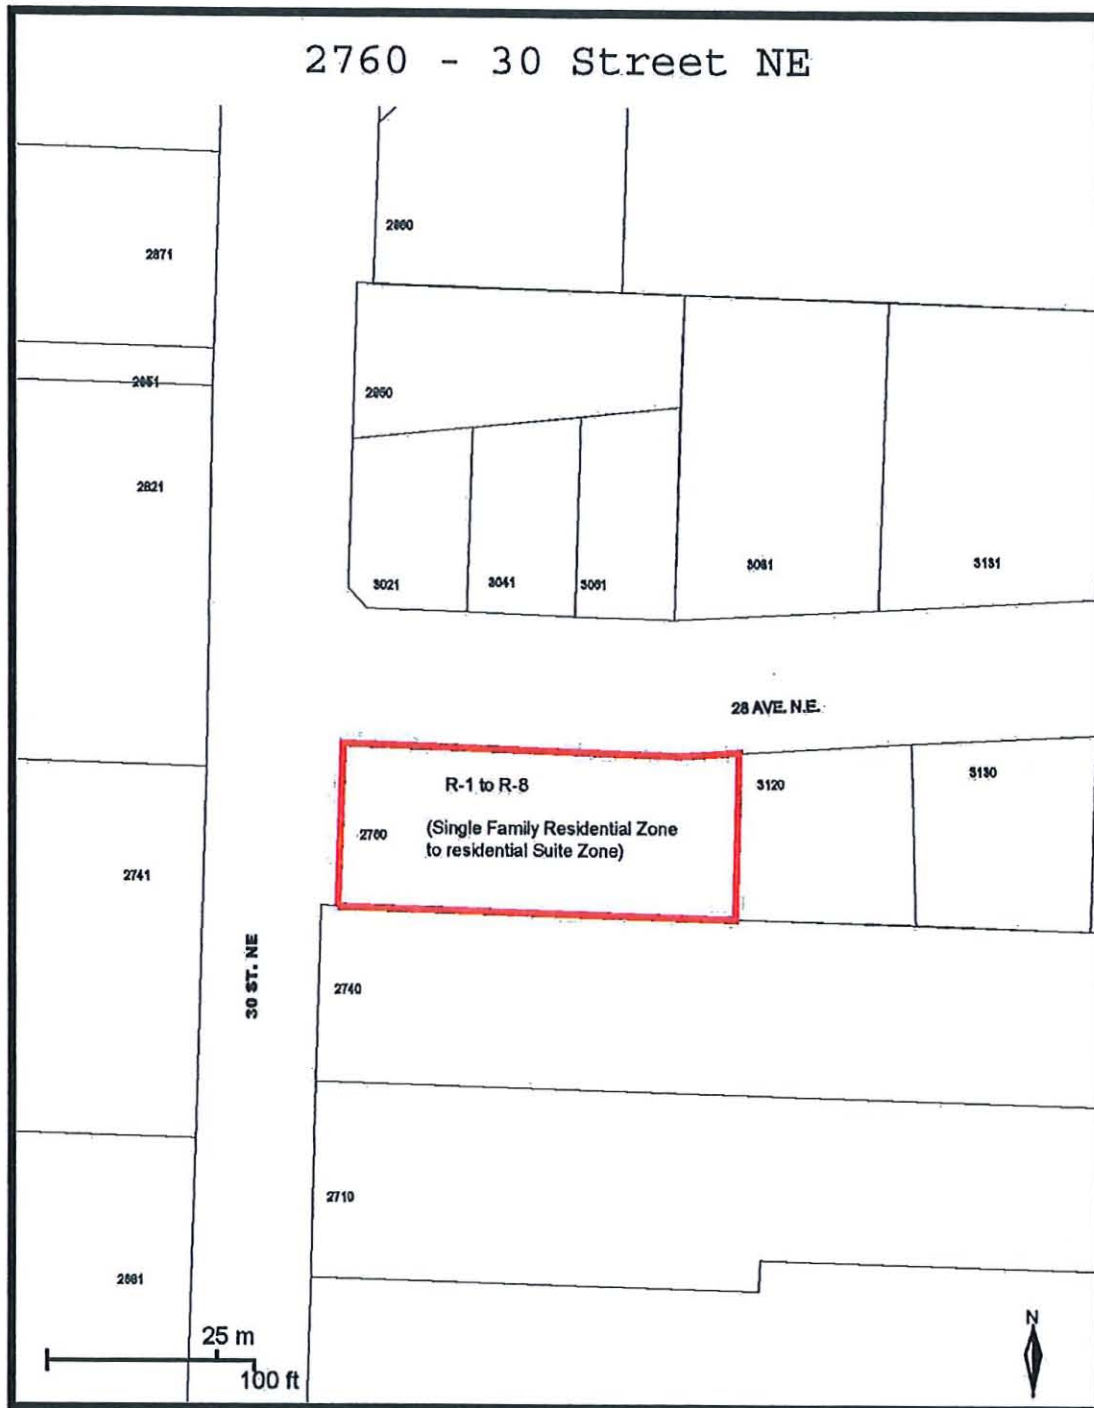 2760 - 30 Street NE
2871
2851
2821
2850
3021
3041
3061
3081
3131
28 AVE. N.E.
R-1 to R-8
(Single Family Residential Zone
to residential Suite Zone)
2760
3120
3130
2741
30 ST. NE
2740
2710
25 m
100 ft
N